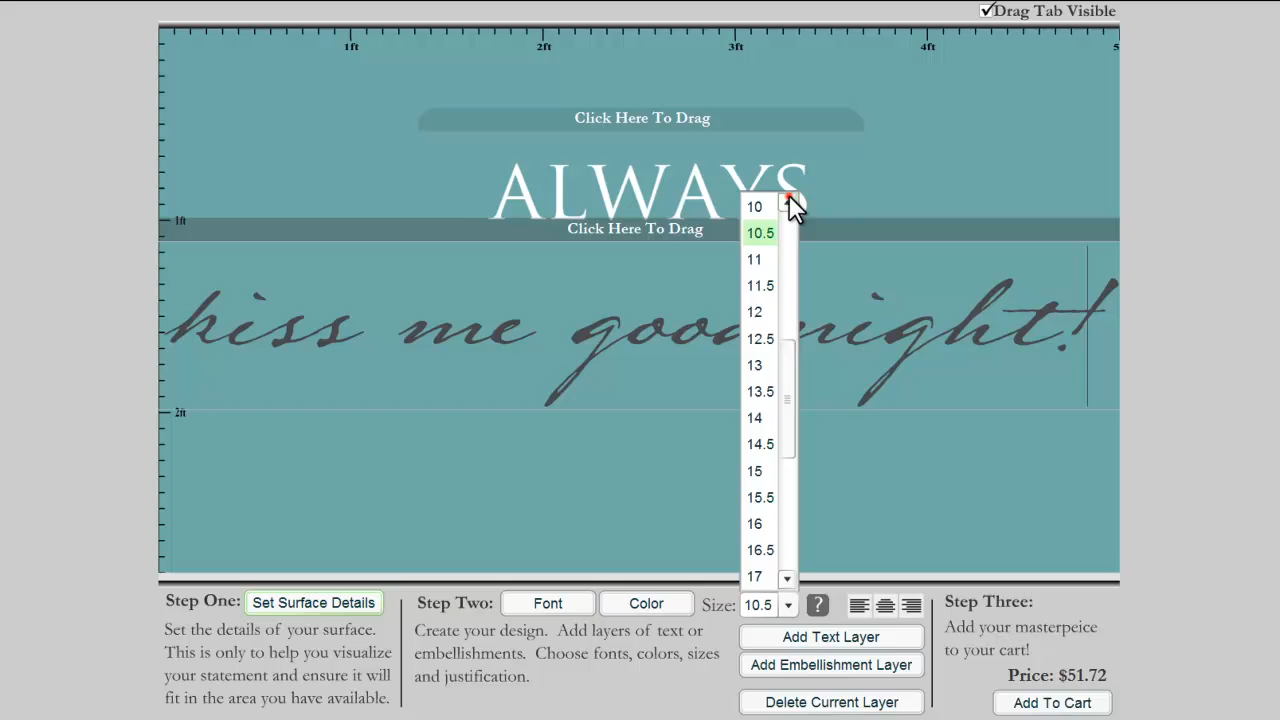 ✓Drag Tab Visible
1ft 2ft 3ft 4ft 5
Click Here To Drag
ALWAYS
1ft
Click Here To Drag
kiss me goodnight!
2ft
10
10.5
11
11.5
12
12.5
13
13.5
14
14.5
15
15.5
16
16.5
17
Step One: Set Surface Details
Set the details of your surface.
This is only to help you visualize
your statement and ensure it will
fit in the area you have available.
Step Two: Font Color Size: 10.5 ?
Create your design. Add layers of text or
embellishments. Choose fonts, colors, sizes
and justification.
Add Text Layer
Add Embellishment Layer
Delete Current Layer
Step Three:
Add your masterpeice
to your cart!
Price: $51.72
Add To Cart